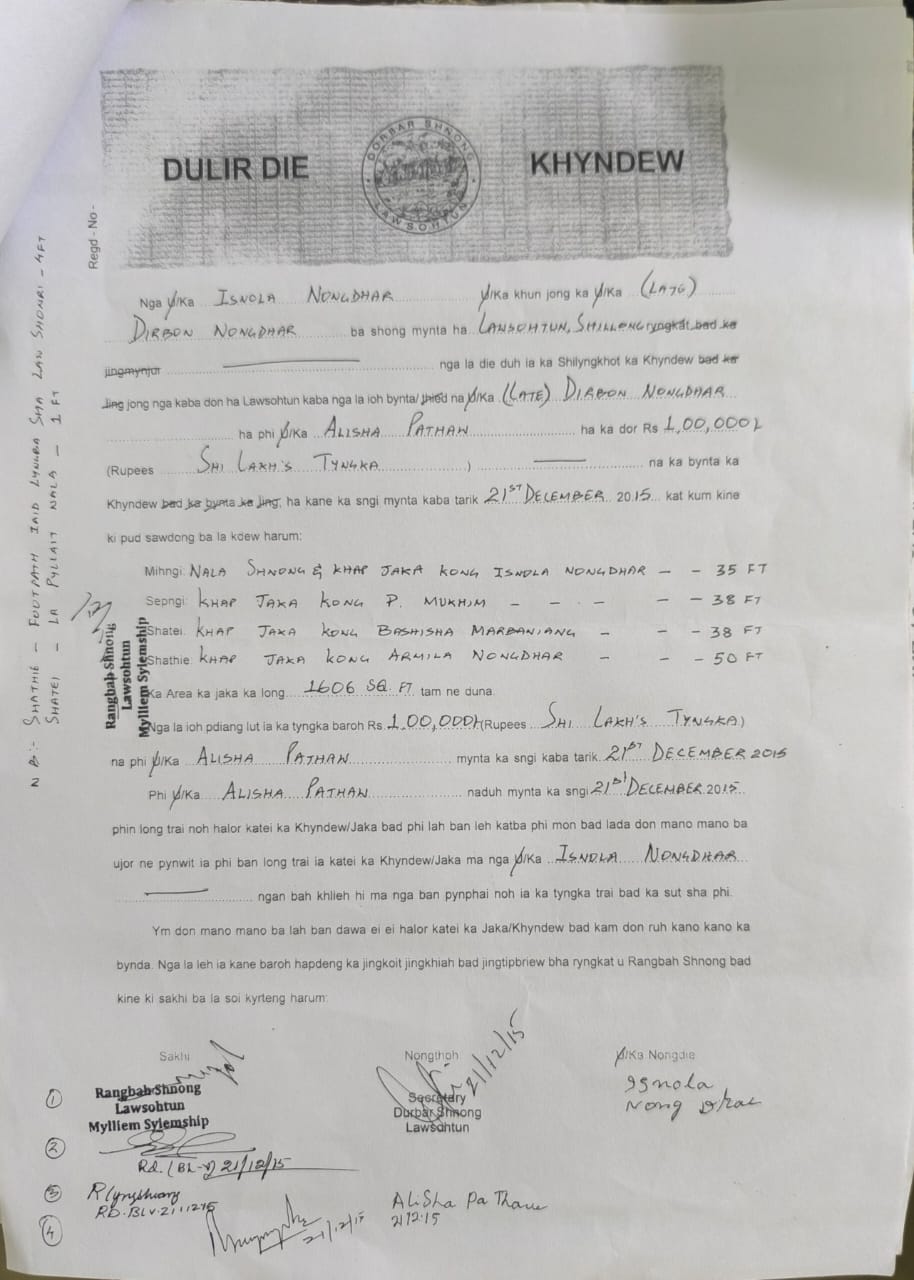 DULIR DIE KHYNDEW
DORBAR SHNONG
LAWSOHTUN
Regd - No -
Nga U/Ka ISNOLA NONGDHAR U/Ka khun jong ka U/Ka (LATE)
DIRBON NONGDHAR ba shong mynta ha LAWSOHTUN, SHILLONG ryngkat bad ka
jingmynjur nga la die duh ia ka Shilyngkhot ka Khyndew bad ka
Jing jong nga kaba don ha Lawsohtun kaba nga la ioh bynta/ thied na U/Ka (LATE) DIRBON NONGDHAR
ha phi U/Ka ALISHA PATHAN ha ka dor Rs 1,00,000/
(Rupees SHI LAKH'S TYNGKA ) na ka bynta ka
Khyndew bad ka bynta ka Jing, ha kane ka sngi mynta kaba tarik 21ST DECEMBER 2015 kat kum kine
ki pud sawdong ba la kdew harum:
Mihngi: NALA SHNONG & KHAP JAKA KONG ISNOLA NONGDHAR - - 35 FT
Sepngi: KHAP JAKA KONG P. MUKHIM - - - - - 38 FT
Shatei. KHAP JAKA KONG BASHISHA MARBANIANG - - - 38 FT
Shathie: KHAP JAKA KONG ARMILA NONGDHAR - - - 50 FT
Ka Area ka jaka ka long 1606 SQ. FT. tam ne duna.
Nga la ioh pdiang lut ia ka tyngka baroh Rs. 1,00,000/ (Rupees SHI LAKH'S TYNGKA)
na phi U/Ka ALISHA PATHAN mynta ka sngi kaba tarik 21ST DECEMBER 2015
Phi U/Ka ALISHA PATHAN naduh mynta ka sngi 21ST DECEMBER 2015
phin long trai noh halor katei ka Khyndew/Jaka bad phi lah ban leh katba phi mon bad lada don mano mano ba
ujor ne pynwit ia phi ban long trai ia katei ka Khyndew/Jaka ma nga U/Ka ISNOLA NONGDHAR
ngan bah khlieh hi ma nga ban pynphai noh ia ka tyngka trai bad ka sut sha phi.
Ym don mano mano ba lah ban dawa ei ei halor katei ka Jaka/Khyndew bad kam don ruh kano kano ka
bynda. Nga la leh ia kane baroh hapdeng ka jingkoit jingkhiah bad jingtipbriew bha ryngkat u Rangbah Shnong bad
kine ki sakhi ba la soi kyrteng harum:
N B:- SHATHIE - FOOTPATH IAID LYNGBA SHA LAW SHONRI - 4FT
SHATEI - LA PYLLAIT NALA - 1 FT
Rangbah Shnong
Lawsohtun
Mylliem Sylemship
Sakhi
Nongthoh
U/Ka Nongdie
1
Rangbah Shnong
Lawsohtun
Mylliem Sylemship
21/12/15
Secretary
Durbar Shnong
Lawsohtun
Isnola
Nong dhar
2
21/12/15
3
4
21/12/15
Alisha Pathan
21.12.15